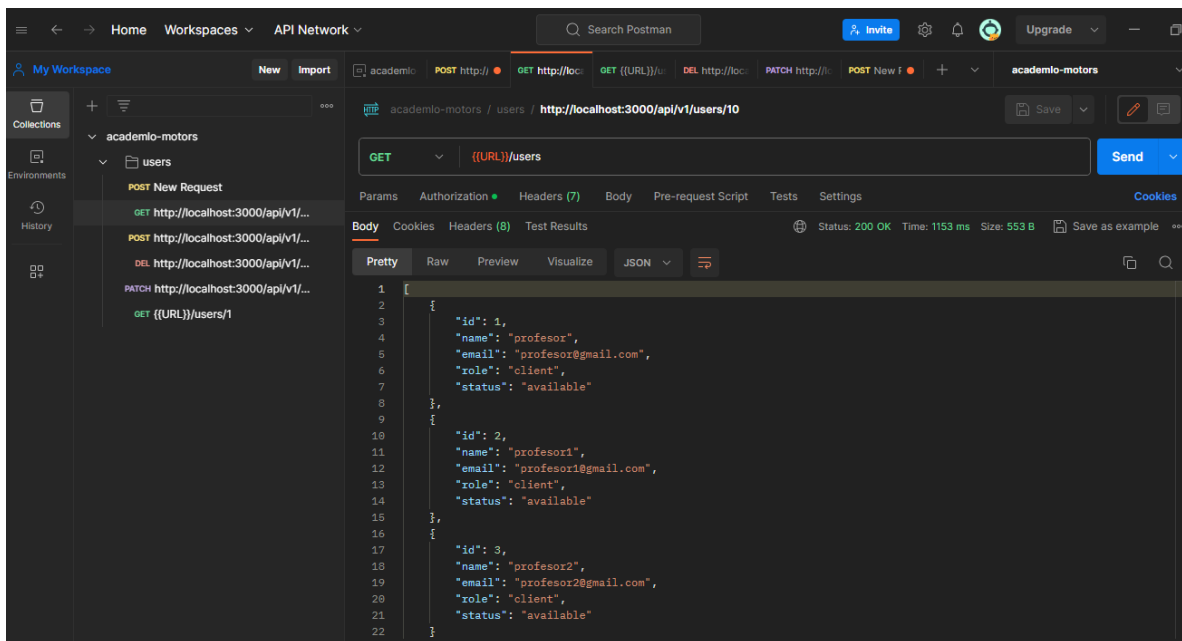 Home Workspaces API Network Search Postman Invite Upgrade
My Workspace New Import academlo POST http:// GET http://loca GET {{URL}}/u DEL http://loca PATCH http://lo POST New academlo-motors
Collections
Environments
History
academlo-motors
users
POST New Request
GET http://localhost:3000/api/v1/...
POST http://localhost:3000/api/v1/...
DEL http://localhost:3000/api/v1/...
PATCH http://localhost:3000/api/v1/...
GET {{URL}}/users/1
HTTP academlo-motors / users / http://localhost:3000/api/v1/users/10 Save
GET {{URL}}/users Send
Params Authorization Headers (7) Body Pre-request Script Tests Settings Cookies
Body Cookies Headers (8) Test Results Status: 200 OK Time: 1153 ms Size: 553 B Save as example
Pretty Raw Preview Visualize JSON
1 [
2 {
3 "id": 1,
4 "name": "profesor",
5 "email": "profesor@gmail.com",
6 "role": "client",
7 "status": "available"
8 },
9 {
10 "id": 2,
11 "name": "profesor1",
12 "email": "profesor1@gmail.com",
13 "role": "client",
14 "status": "available"
15 },
16 {
17 "id": 3,
18 "name": "profesor2",
19 "email": "profesor2@gmail.com",
20 "role": "client",
21 "status": "available"
22 }